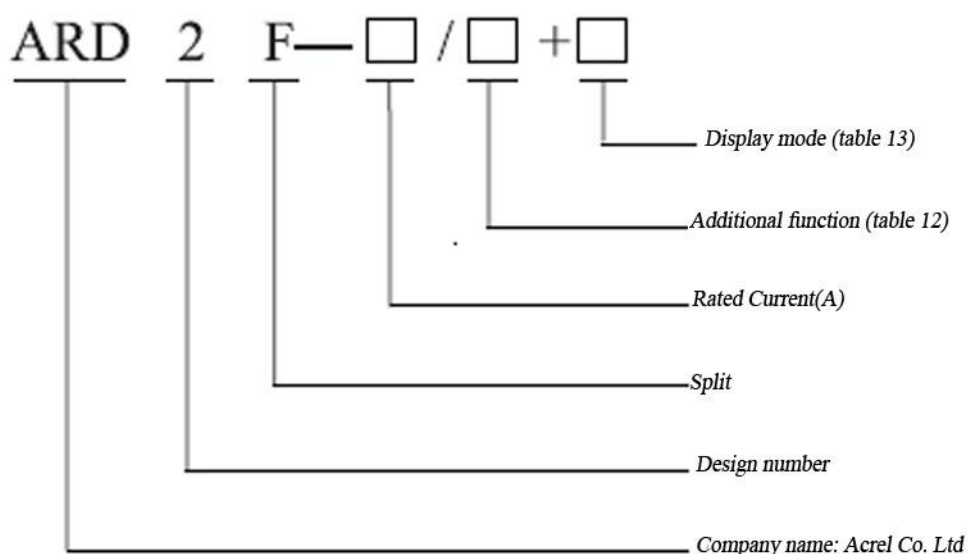 ARD 2 F— □ / □ + □
Display mode (table 13)
Additional function (table 12)
Rated Current(A)
Split
Design number
Company name: Acrel Co. Ltd